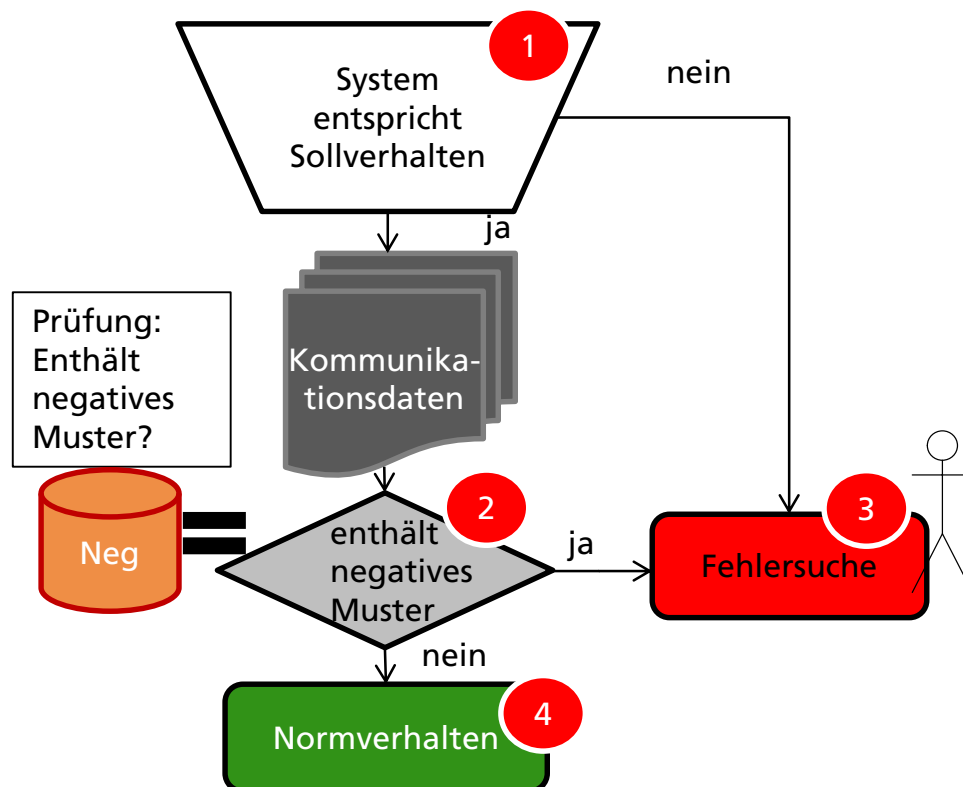 1
System
entspricht
Sollverhalten
nein
ja
Kommunika-
tionsdaten
Prüfung:
Enthält
negatives
Muster?
Neg
2
enthält
negatives
Muster
ja
3
Fehlersuche
nein
4
Normverhalten